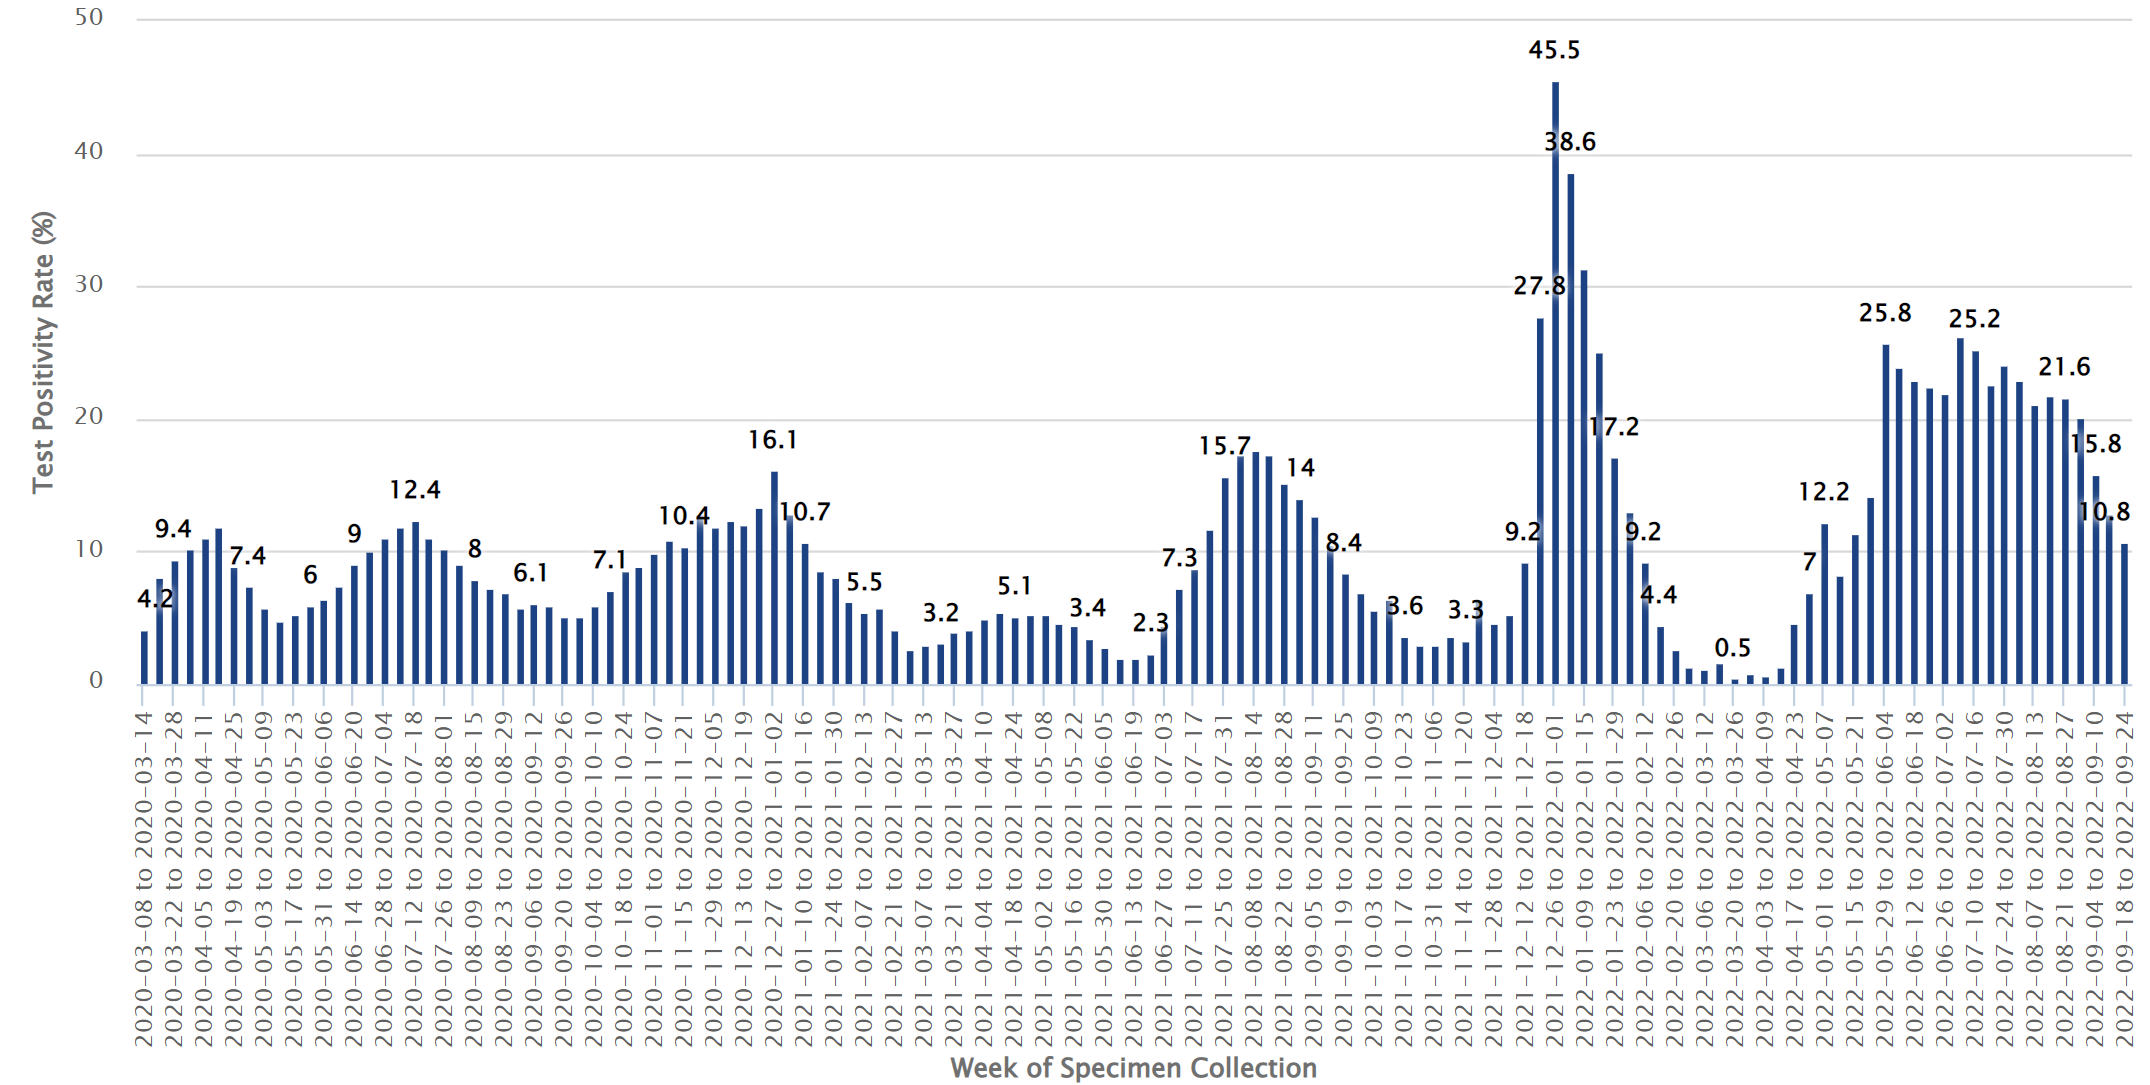 50
40
30
20
10
0
Test Positivity Rate (%)
4.2
9.4
7.4
6
9
12.4
8
6.1
7.1
10.4
16.1
10.7
5.5
3.2
5.1
3.4
2.3
7.3
15.7
14
8.4
3.6
3.3
9.2
27.8
45.5
38.6
17.2
9.2
4.4
0.5
7
12.2
25.8
25.2
21.6
15.8
10.8
2020-03-08 to 2020-03-14
2020-03-22 to 2020-03-28
2020-04-05 to 2020-04-11
2020-04-19 to 2020-04-25
2020-05-03 to 2020-05-09
2020-05-17 to 2020-05-23
2020-05-31 to 2020-06-06
2020-06-14 to 2020-06-20
2020-06-28 to 2020-07-04
2020-07-12 to 2020-07-18
2020-07-26 to 2020-08-01
2020-08-09 to 2020-08-15
2020-08-23 to 2020-08-29
2020-09-06 to 2020-09-12
2020-09-20 to 2020-09-26
2020-10-04 to 2020-10-10
2020-10-18 to 2020-10-24
2020-11-01 to 2020-11-07
2020-11-15 to 2020-11-21
2020-11-29 to 2020-12-05
2020-12-13 to 2020-12-19
2020-12-27 to 2021-01-02
2021-01-10 to 2021-01-16
2021-01-24 to 2021-01-30
2021-02-07 to 2021-02-13
2021-02-21 to 2021-02-27
2021-03-07 to 2021-03-13
2021-03-21 to 2021-03-27
2021-04-04 to 2021-04-10
2021-04-18 to 2021-04-24
2021-05-02 to 2021-05-08
2021-05-16 to 2021-05-22
2021-05-30 to 2021-06-05
2021-06-13 to 2021-06-19
2021-06-27 to 2021-07-03
2021-07-11 to 2021-07-17
2021-07-25 to 2021-07-31
2021-08-08 to 2021-08-14
2021-08-22 to 2021-08-28
2021-09-05 to 2021-09-11
2021-09-19 to 2021-09-25
2021-10-03 to 2021-10-09
2021-10-17 to 2021-10-23
2021-10-31 to 2021-11-06
2021-11-14 to 2021-11-20
2021-11-28 to 2021-12-04
2021-12-12 to 2021-12-18
2021-12-26 to 2022-01-01
2022-01-09 to 2022-01-15
2022-01-23 to 2022-01-29
2022-02-06 to 2022-02-12
2022-02-20 to 2022-02-26
2022-03-06 to 2022-03-12
2022-03-20 to 2022-03-26
2022-04-03 to 2022-04-09
2022-04-17 to 2022-04-23
2022-05-01 to 2022-05-07
2022-05-15 to 2022-05-21
2022-05-29 to 2022-06-04
2022-06-12 to 2022-06-18
2022-06-26 to 2022-07-02
2022-07-10 to 2022-07-16
2022-07-24 to 2022-07-30
2022-08-07 to 2022-08-13
2022-08-21 to 2022-08-27
2022-09-04 to 2022-09-10
2022-09-18 to 2022-09-24
Week of Specimen Collection